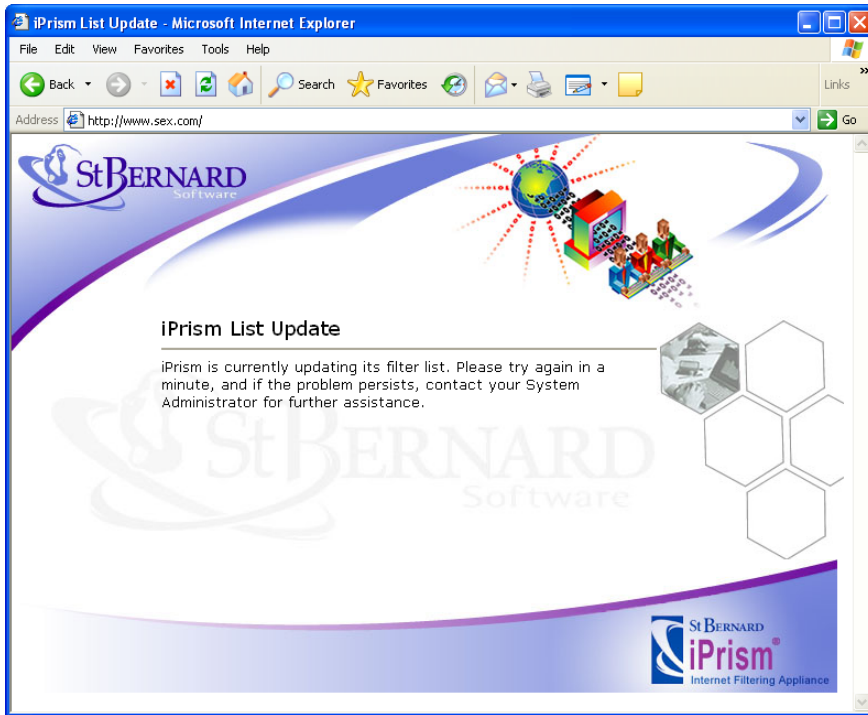 iPrism List Update - Microsoft Internet Explorer
File Edit View Favorites Tools Help
Back Search Favorites Links »
Address http://www.sex.com/ Go
StBERNARD
Software
iPrism List Update
iPrism is currently updating its filter list. Please try again in a
minute, and if the problem persists, contact your System
Administrator for further assistance.
StBERNARD
Software
St BERNARD
iPrism®
Internet Filtering Appliance